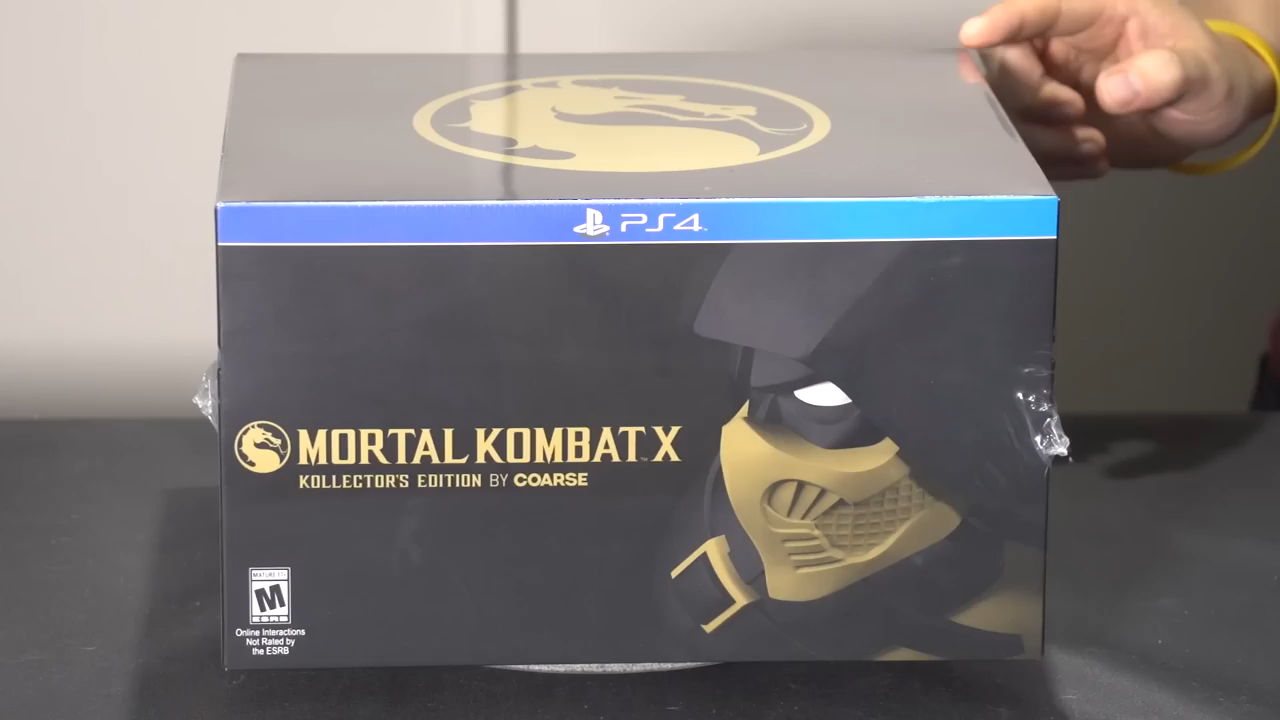 PS4
MORTAL KOMBAT X
KOLLECTOR'S EDITION BY COARSE
MATURE 17+
M
ESRB
Online Interactions
Not Rated by
the ESRB